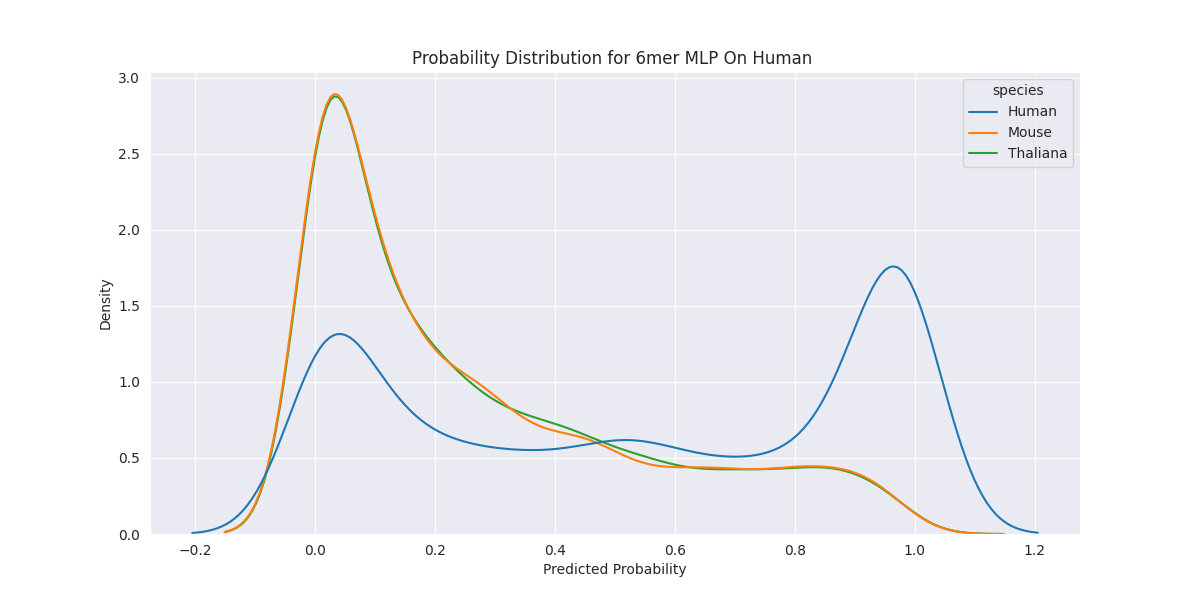 Probability Distribution for 6mer MLP On Human
species
Human
Mouse
Thaliana
3.0
2.5
2.0
1.5
1.0
0.5
0.0
Density
−0.2 0.0 0.2 0.4 0.6 0.8 1.0 1.2
Predicted Probability